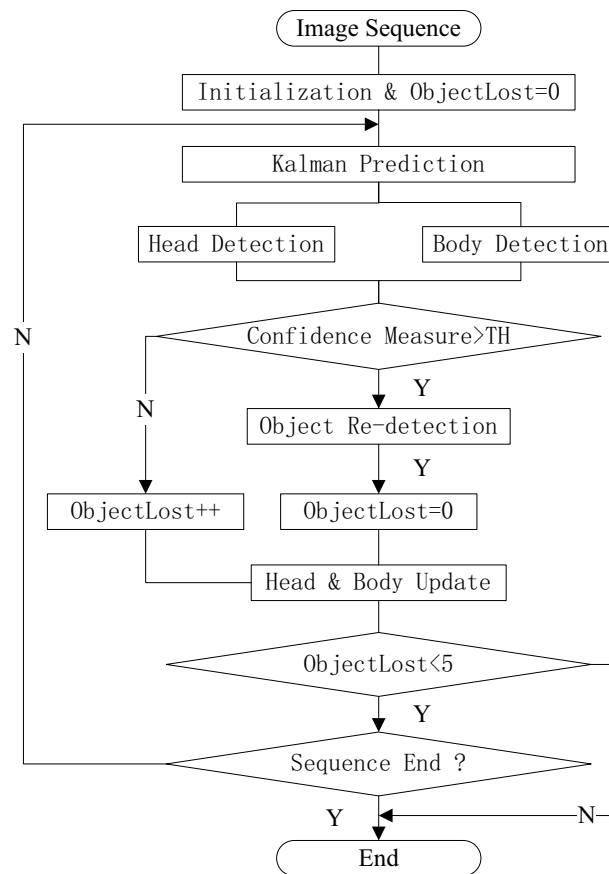 Image Sequence
Initialization & ObjectLost=0
Kalman Prediction
Head Detection
Body Detection
N
Confidence Measure>TH
Y
N
Object Re-detection
Y
ObjectLost++
ObjectLost=0
Head & Body Update
ObjectLost<5
Y
Sequence End ?
Y
N
End